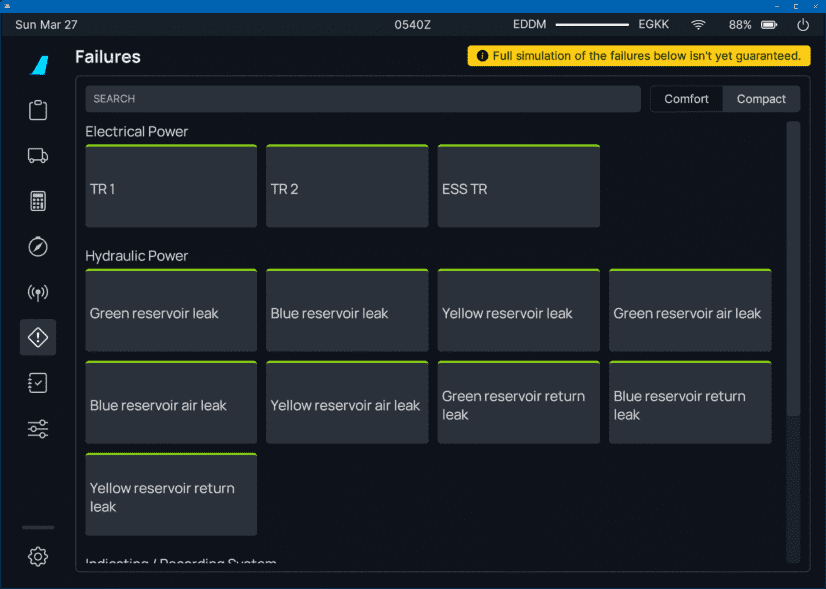 Sun Mar 27
0540Z
EDDM
EGKK
88%
Failures
Full simulation of the failures below isn't yet guaranteed.
SEARCH
Comfort
Compact
Electrical Power
TR 1
TR 2
ESS TR
Hydraulic Power
Green reservoir leak
Blue reservoir leak
Yellow reservoir leak
Green reservoir air leak
Blue reservoir air leak
Yellow reservoir air leak
Green reservoir return
leak
Blue reservoir return
leak
Yellow reservoir return
leak
Indicating / Recording System